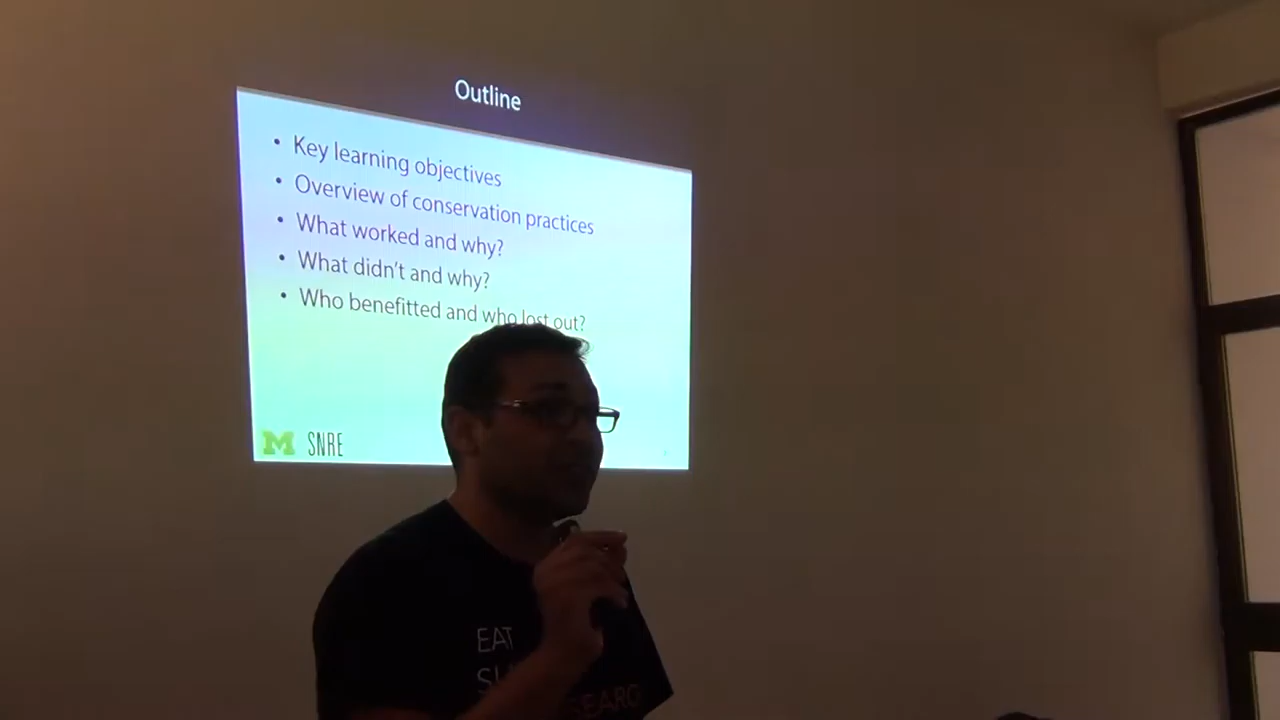 Outline
• Key learning objectives
• Overview of conservation practices
• What worked and why?
• What didn't and why?
• Who benefitted and who lost out?
M SNRE
EAT